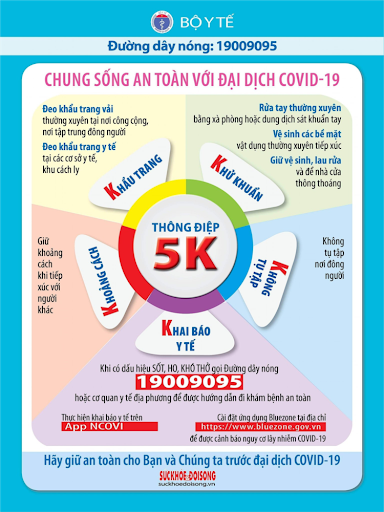 BỘ Y TẾ
Đường dây nóng: 19009095
CHUNG SỐNG AN TOÀN VỚI ĐẠI DỊCH COVID-19
Đeo khẩu trang vải
thường xuyên tại nơi công cộng,
nơi tập trung đông người
Đeo khẩu trang y tế
tại các cơ sở y tế,
khu cách ly
Rửa tay thường xuyên
bằng xà phòng hoặc dung dịch sát khuẩn tay
Vệ sinh các bề mặt
vật dụng thường xuyên tiếp xúc
Giữ vệ sinh, lau rửa
và để nhà cửa
thông thoáng
KHẨU TRANG
KHỬ KHUẨN
THÔNG ĐIỆP
5K
Giữ
khoảng
cách
khi tiếp
xúc với
người
khác
KHOẢNG CÁCH
KHÔNG
TỤ TẬP
Không
tụ tập
nơi đông
người
KHAI BÁO
Y TẾ
Khi có dấu hiệu SỐT, HO, KHÓ THỞ gọi Đường dây nóng
19009095
hoặc cơ quan y tế địa phương để được hướng dẫn đi khám bệnh an toàn
Thực hiện khai báo y tế trên
App NCOVI
Cài đặt ứng dụng Bluezone tại địa chỉ
https://www.bluezone.gov.vn
để được cảnh báo nguy cơ lây nhiễm COVID-19
Hãy giữ an toàn cho Bạn và Chúng ta trước đại dịch COVID-19
SUCKHOE+ĐOISONG
suckhoedoisong.vn